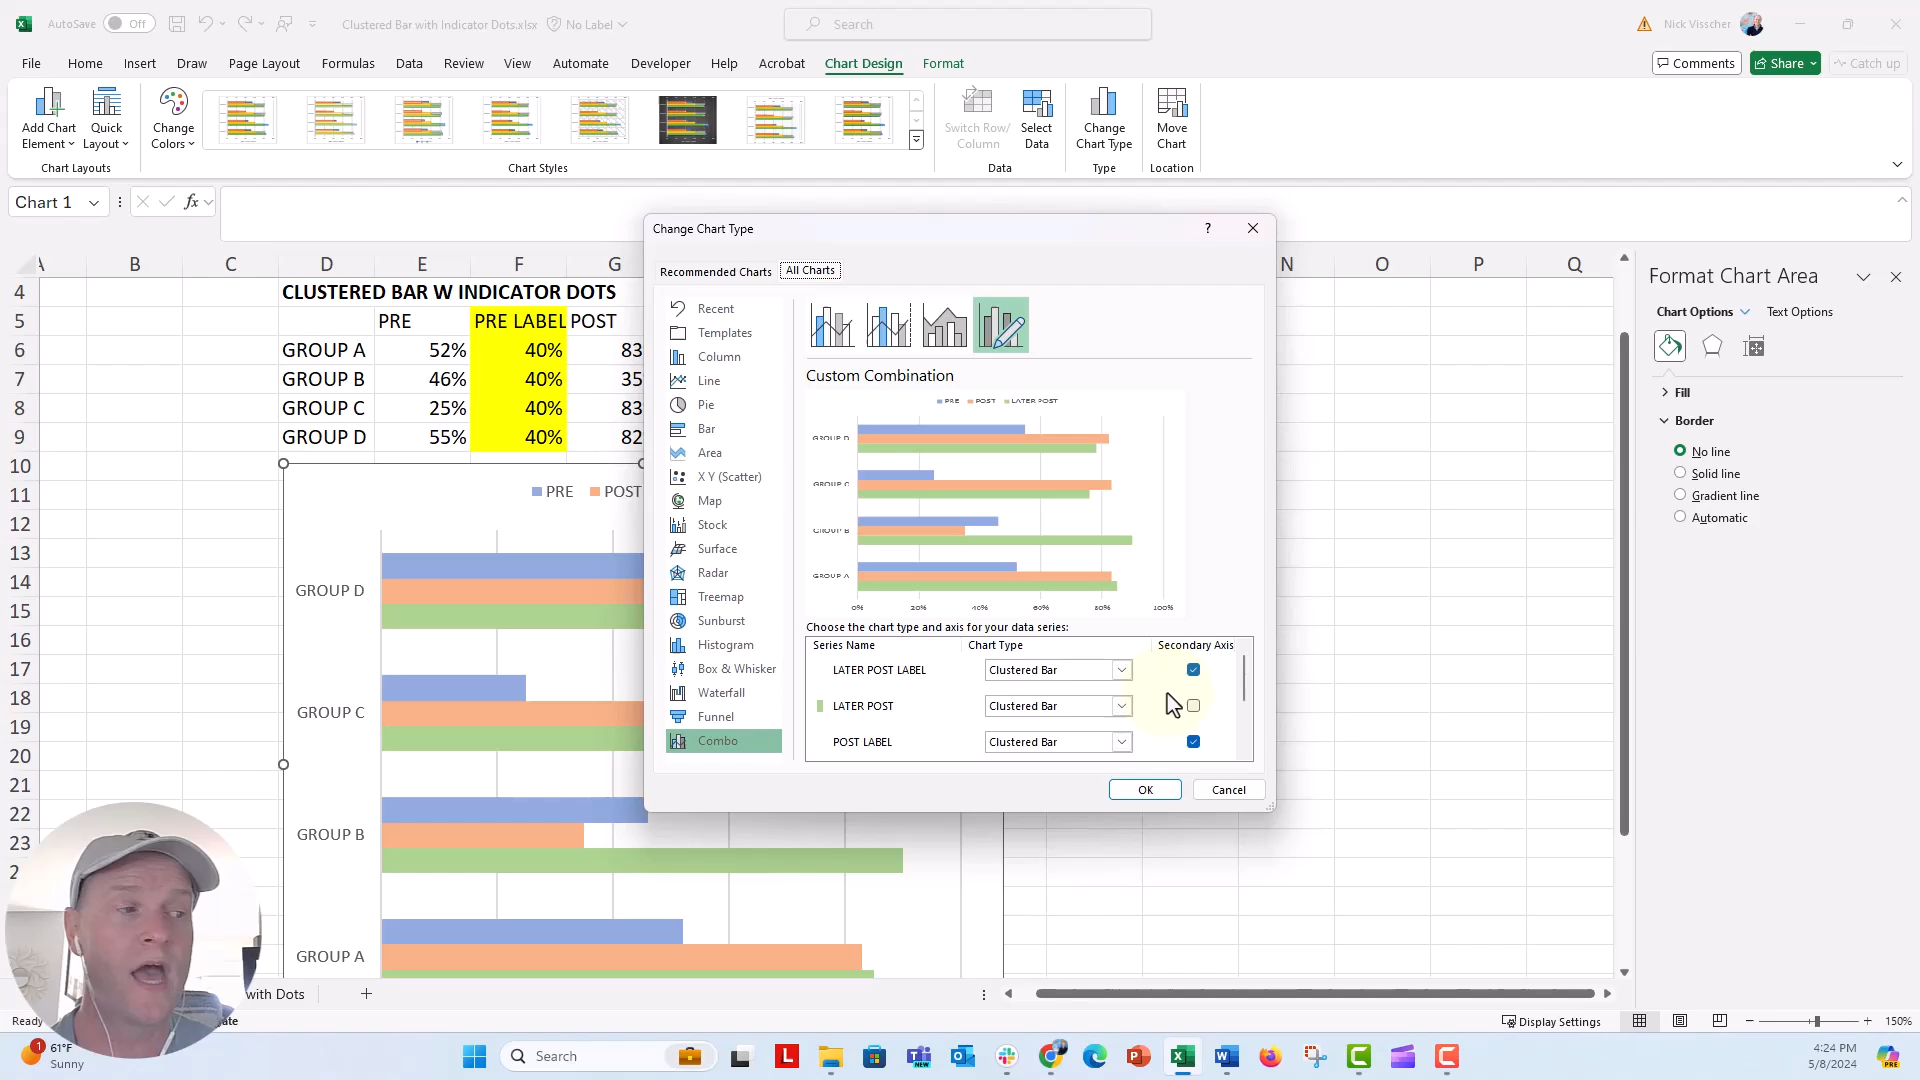 AutoSave Off Clustered Bar with Indicator Dots.xlsx No Label Search Nick Visscher
File Home Insert Draw Page Layout Formulas Data Review View Automate Developer Help Acrobat Chart Design Format Comments Share Catch up
Add Chart Element Quick Layout Change Colors Switch Row/ Column Select Data Change Chart Type Move Chart
Chart Layouts Chart Styles Data Type Location
Chart 1 fx
B C D E F G N O P Q
4 CLUSTERED BAR W INDICATOR DOTS
5 PRE PRE LABEL POST
6 GROUP A 52% 40% 83
7 GROUP B 46% 40% 35
8 GROUP C 25% 40% 83
9 GROUP D 55% 40% 82
10
11
12
13
14
15
16
17
18
19
20
21
22
23
PRE POST
GROUP D
GROUP C
GROUP B
GROUP A
Change Chart Type ?
Recommended Charts All Charts
Recent
Templates
Column
Line
Pie
Bar
Area
X Y (Scatter)
Map
Stock
Surface
Radar
Treemap
Sunburst
Histogram
Box & Whisker
Waterfall
Funnel
Combo
Custom Combination
PRE POST LATER POST
GROUP D
GROUP C
GROUP B
GROUP A
0% 20% 40% 60% 80% 100%
Choose the chart type and axis for your data series:
Series Name Chart Type Secondary Axis
LATER POST LABEL Clustered Bar
LATER POST Clustered Bar
POST LABEL Clustered Bar
OK Cancel
Format Chart Area
Chart Options Text Options
Fill
Border
No line
Solid line
Gradient line
Automatic
with Dots
Ready Display Settings 150%
61°F
Sunny
Search
4:24 PM
5/8/2024